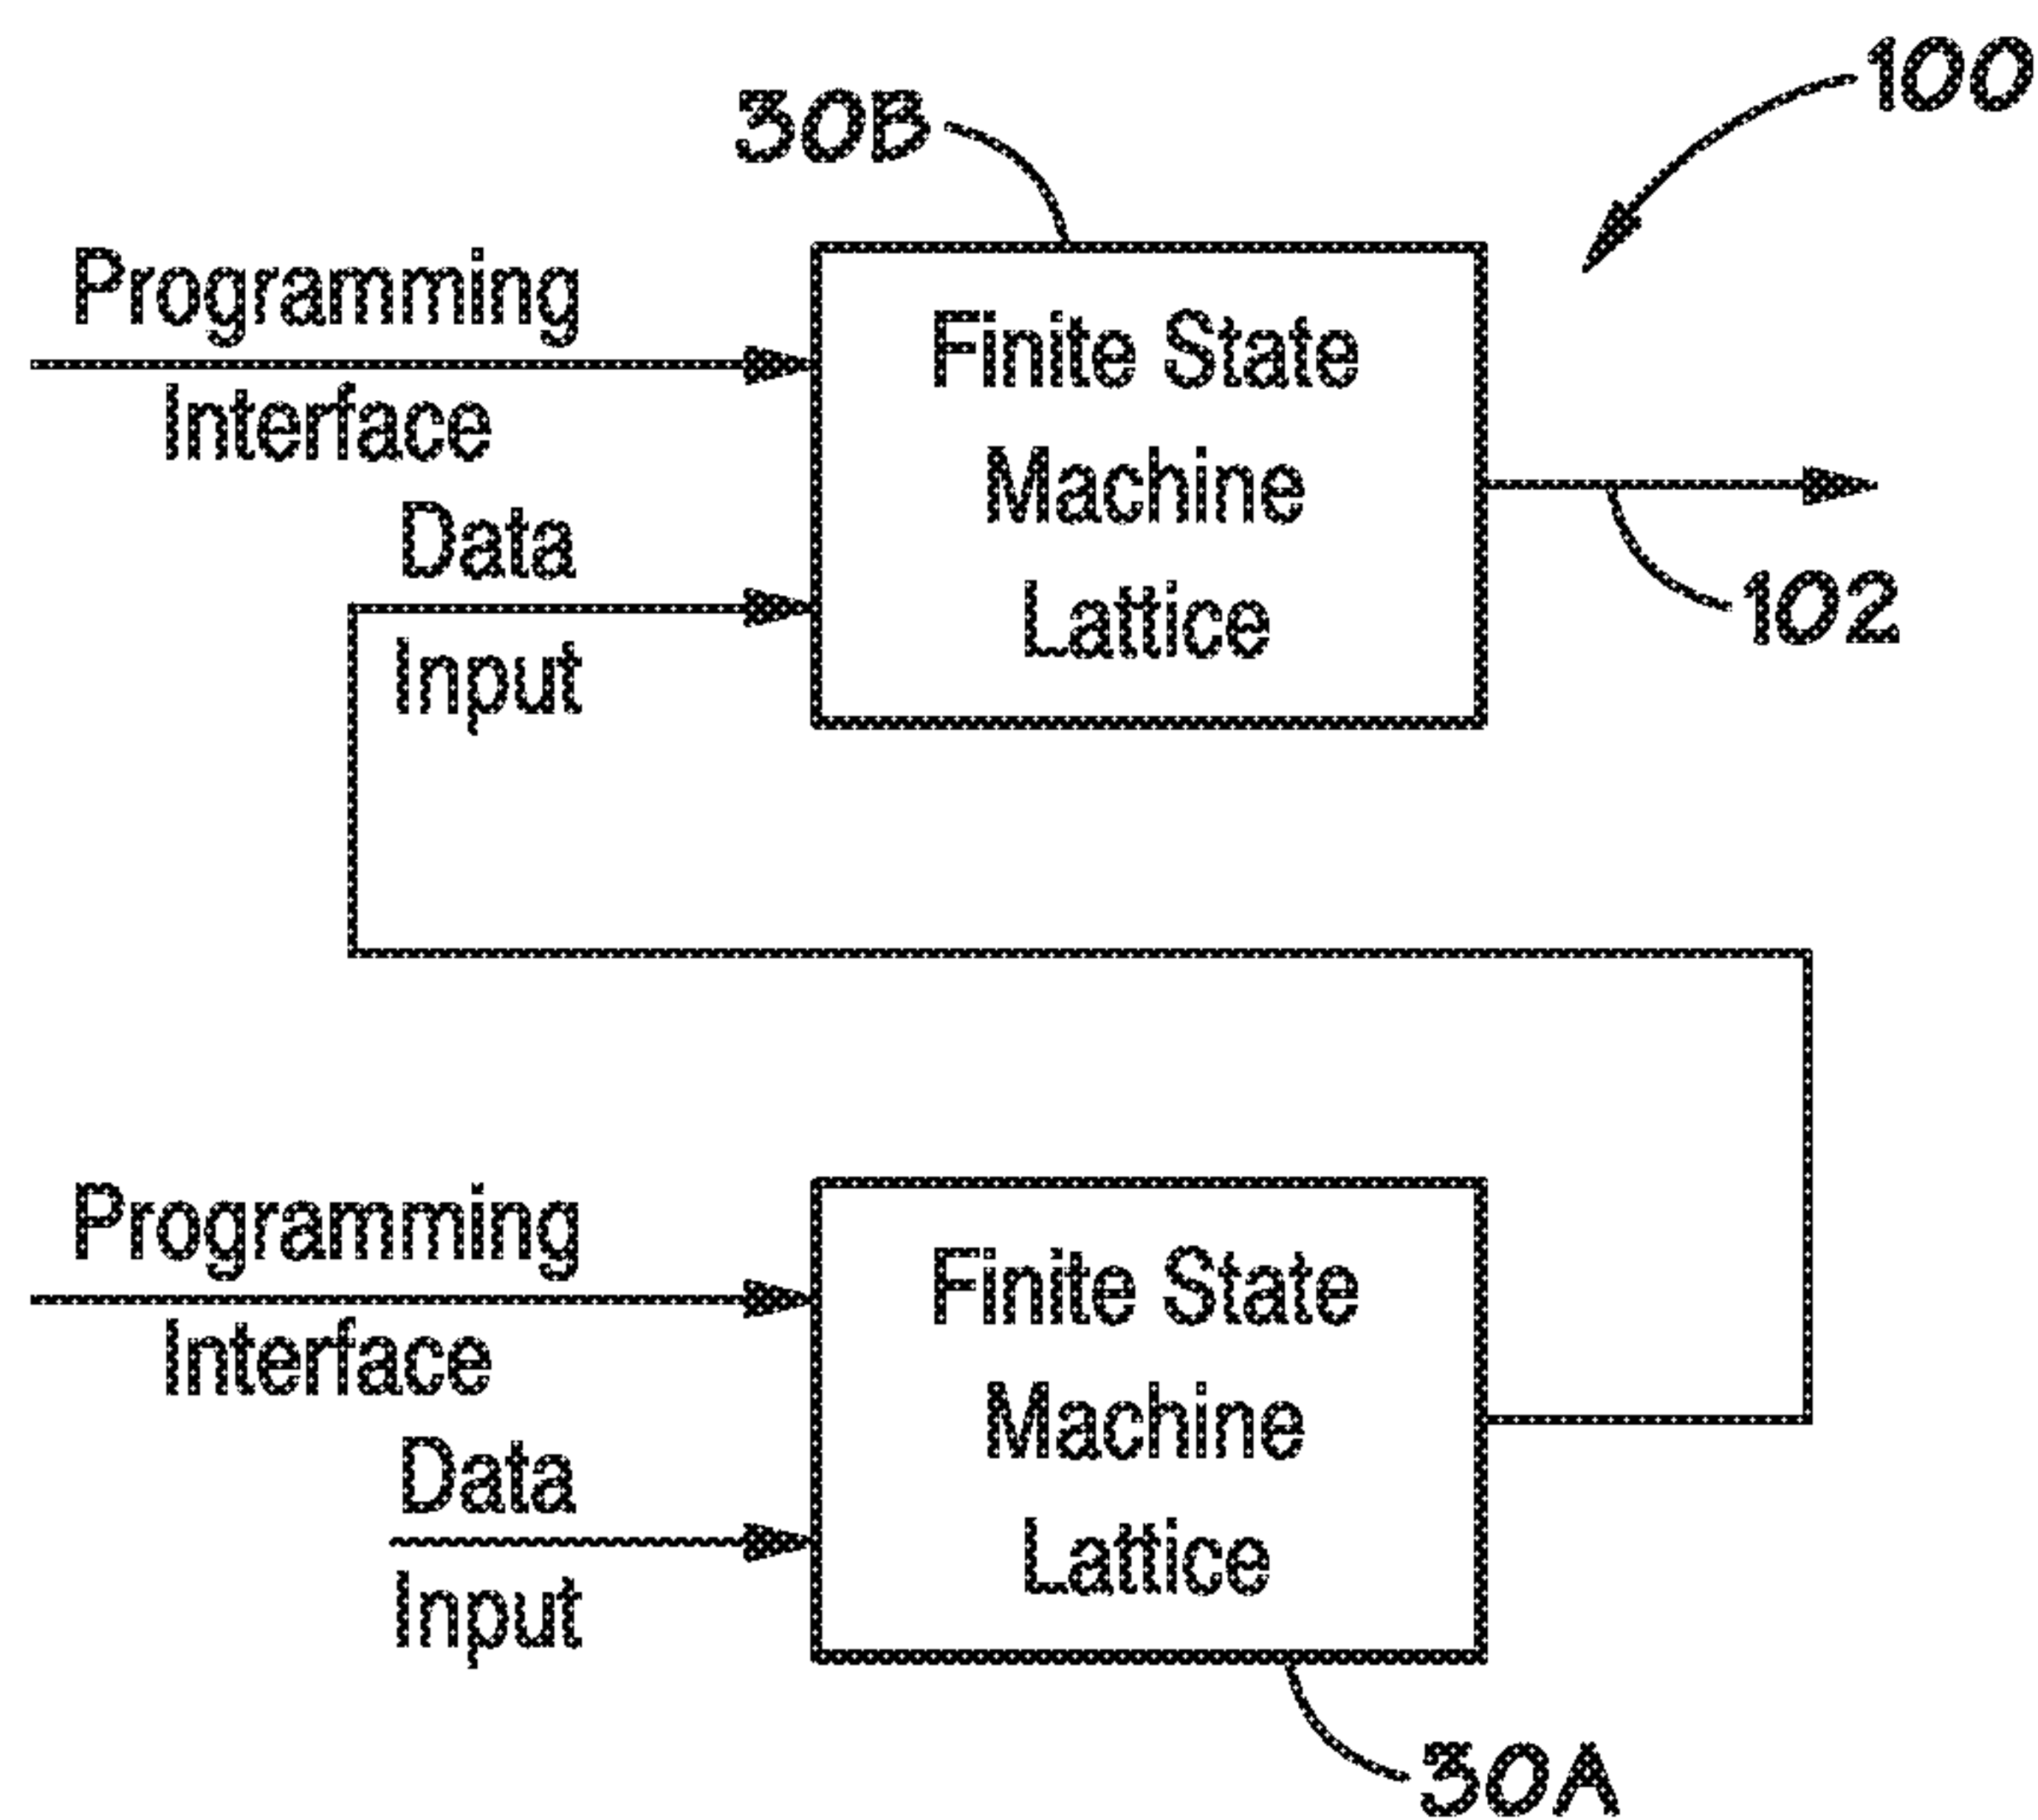 100
30B
Programming
Interface
Data
Input
Finite State
Machine
Lattice
102
Programming
Interface
Data
Input
Finite State
Machine
Lattice
30A